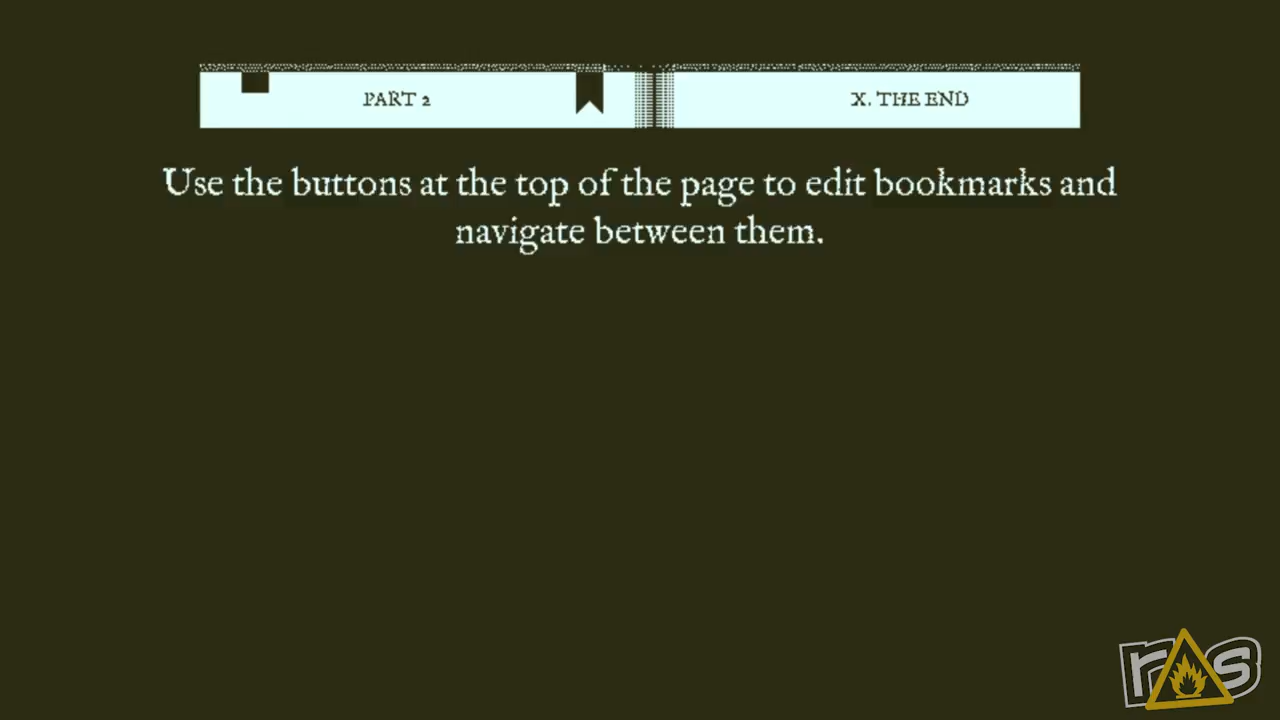 PART 2
X. THE END
Use the buttons at the top of the page to edit bookmarks and
navigate between them.
ras